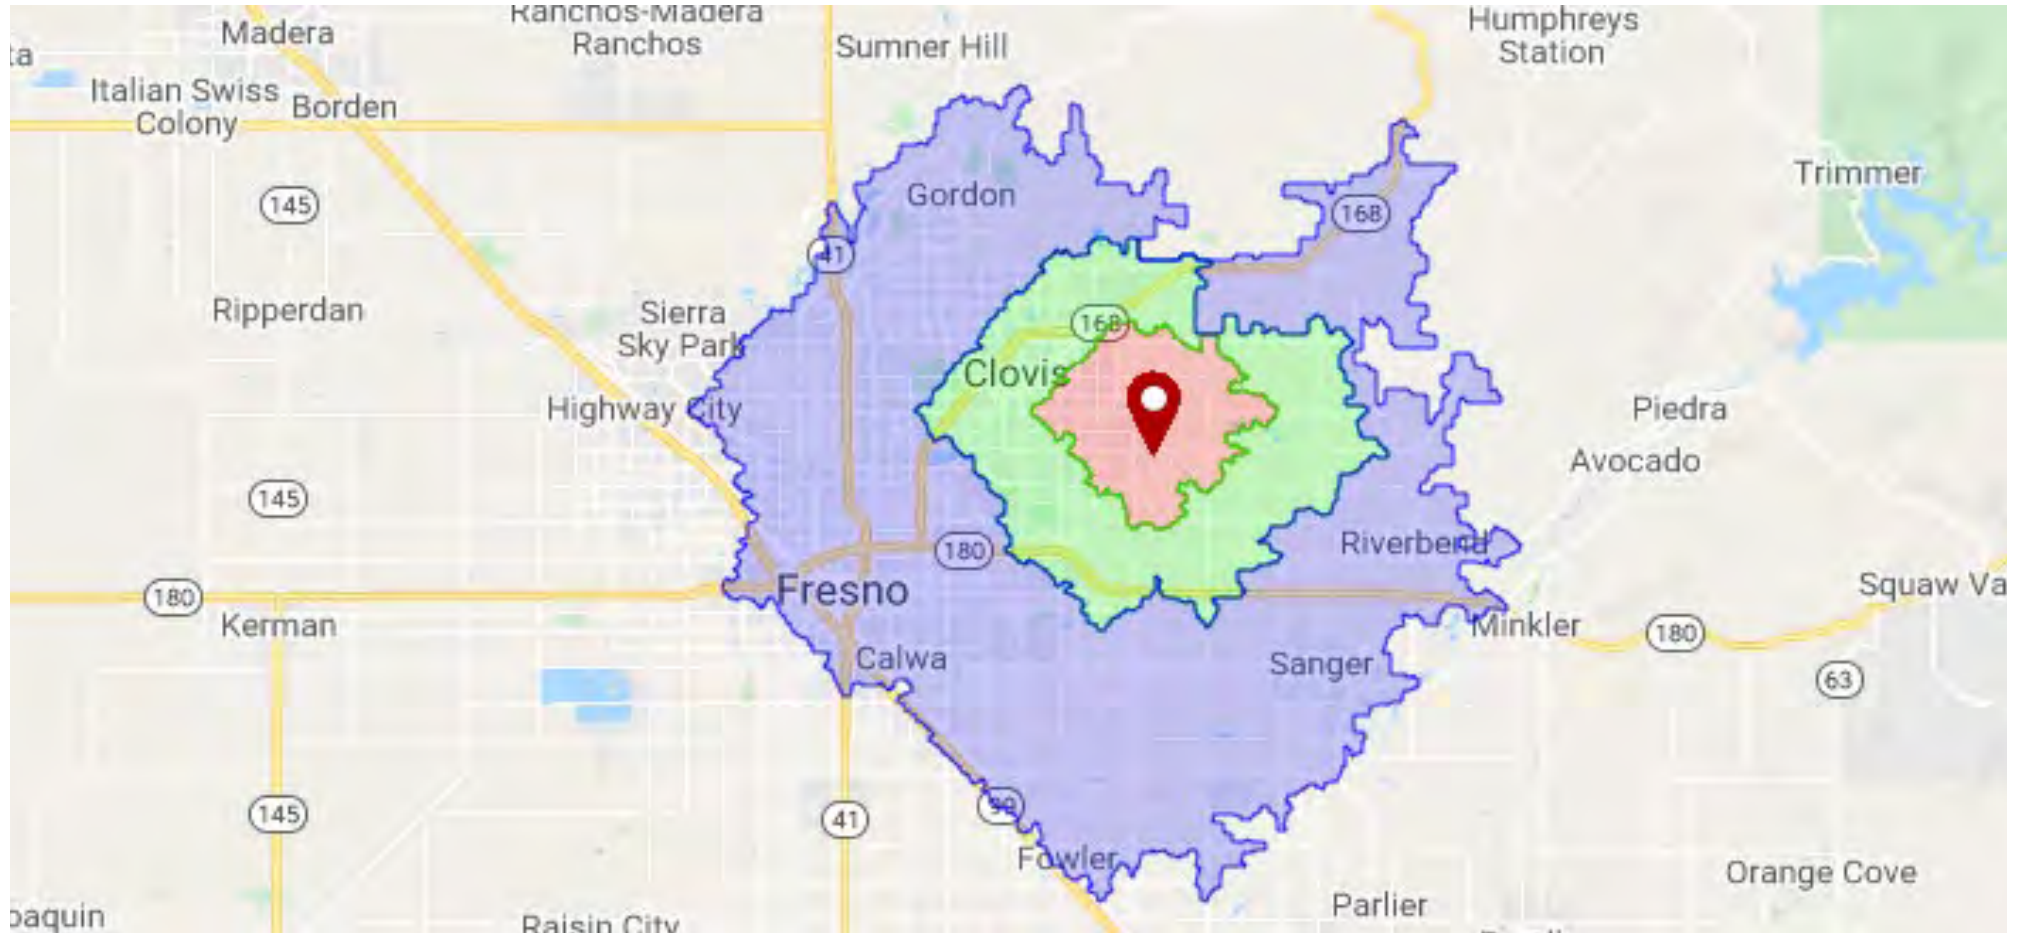 Ranchos-Madera
Ranchos
Madera
Sumner Hill
Humphreys
Station
ta
Italian Swiss
Colony
Borden
Trimmer
145
Gordon
168
41
Ripperdan
Sierra
Sky Park
168
Clovis
Highway City
Piedra
Avocado
145
180
Riverbend
Fresno
180
Squaw Va
Kerman
Minkler
180
Calwa
Sanger
63
145
41
99
Fowler
Orange Cove
Parlier
oaquin
Raisin City